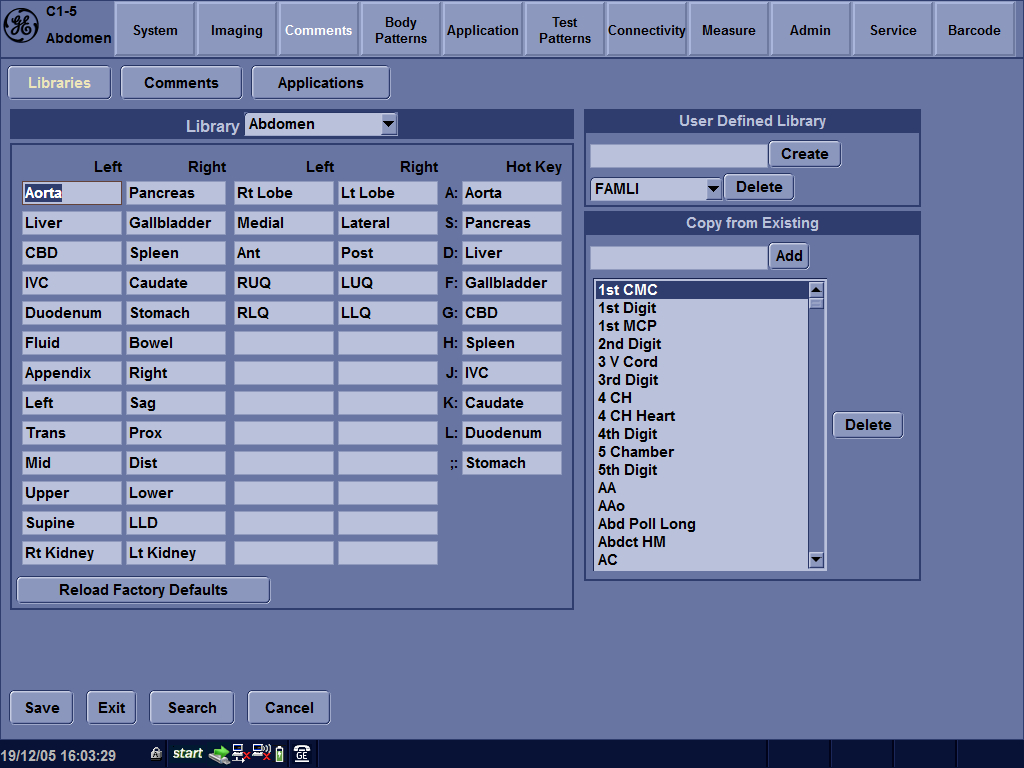 C1-5
Abdomen
System
Imaging
Comments
Body Patterns
Application
Test Patterns
Connectivity
Measure
Admin
Service
Barcode
Libraries
Comments
Applications
Library Abdomen
Left Right Left Right Hot Key
Aorta Pancreas Rt Lobe Lt Lobe A: Aorta
Liver Gallbladder Medial Lateral S: Pancreas
CBD Spleen Ant Post D: Liver
IVC Caudate RUQ LUQ F: Gallbladder
Duodenum Stomach RLQ LLQ G: CBD
Fluid Bowel H: Spleen
Appendix Right J: IVC
Left Sag K: Caudate
Trans Prox L: Duodenum
Mid Dist ;: Stomach
Upper Lower
Supine LLD
Rt Kidney Lt Kidney
Reload Factory Defaults
User Defined Library
Create
FAMLI Delete
Copy from Existing
Add
1st CMC
1st Digit
1st MCP
2nd Digit
3 V Cord
3rd Digit
4 CH
4 CH Heart
4th Digit
5 Chamber
5th Digit
AA
AAo
Abd Poll Long
Abdct HM
AC
Delete
Save Exit Search Cancel
19/12/05 16:03:29 start GE